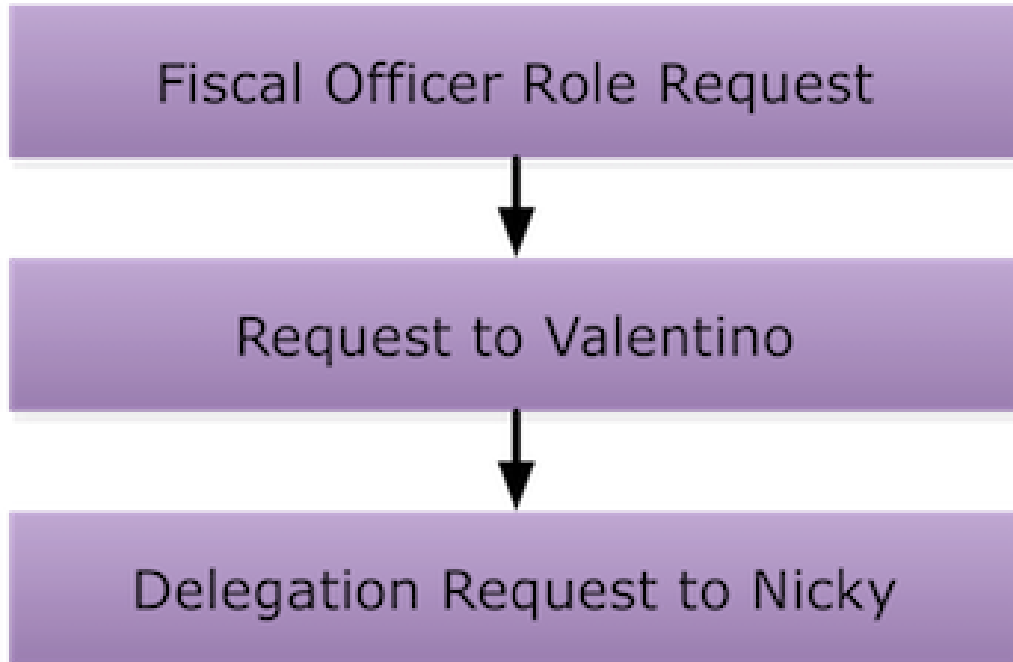 Fiscal Officer Role Request
Request to Valentino
Delegation Request to Nicky